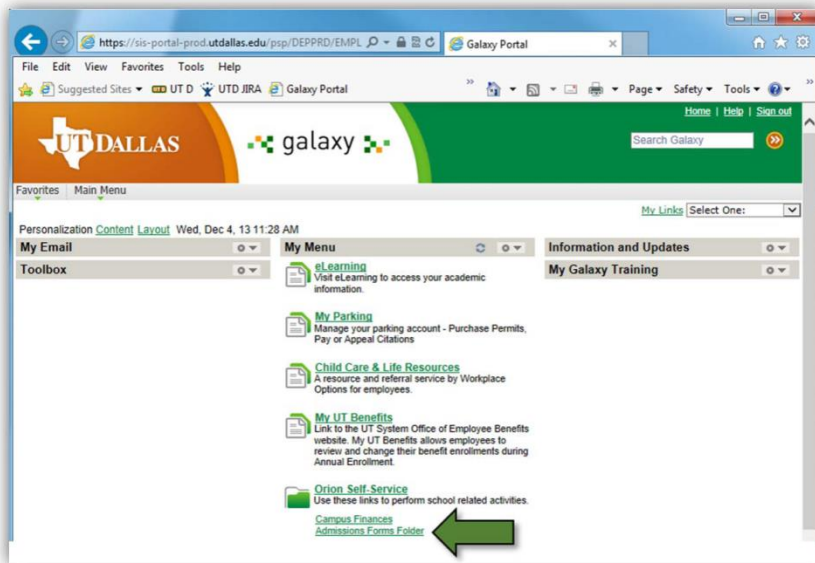 https://sis-portal-prod.utdallas.edu/psp/DEPPRD/EMPL
Galaxy Portal
File Edit View Favorites Tools Help
Suggested Sites UT D UTD JIRA Galaxy Portal
Page Safety Tools
Home | Help | Sign out
UT DALLAS
galaxy
Search Galaxy
Favorites Main Menu
My Links Select One:
Personalization Content Layout Wed, Dec 4, 13 11:28 AM
My Email
Toolbox
My Menu
eLearning
Visit eLearning to access your academic
information.
My Parking
Manage your parking account - Purchase Permits,
Pay or Appeal Citations
Child Care & Life Resources
A resource and referral service by Workplace
Options for employees.
My UT Benefits
Link to the UT System Office of Employee Benefits
website. My UT Benefits allows employees to
review and change their benefit enrollments during
Annual Enrollment.
Orion Self-Service
Use these links to perform school related activities.
Campus Finances
Admissions Forms Folder
Information and Updates
My Galaxy Training